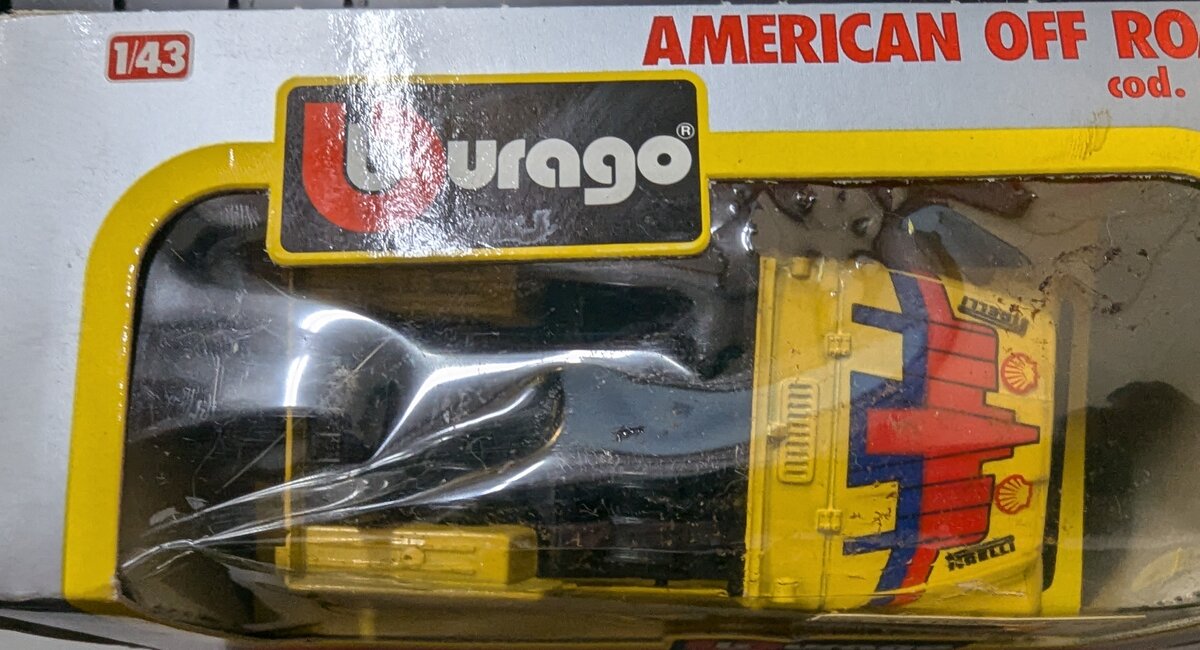 1/43
AMERICAN OFF RO
cod.
Burago®
PIRELLI
PIRELLI